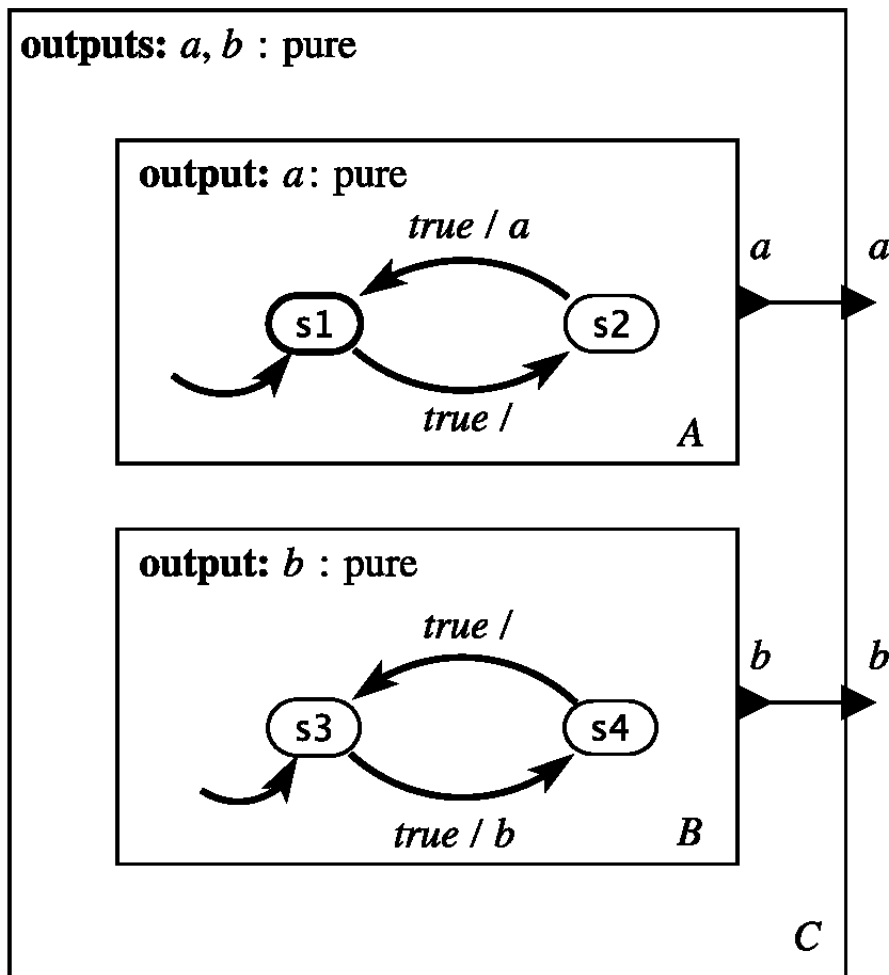 outputs: a, b : pure
output: a: pure
true / a
a
a
s1
s2
true /
A
output: b : pure
true /
b
b
s3
s4
true / b
B
C